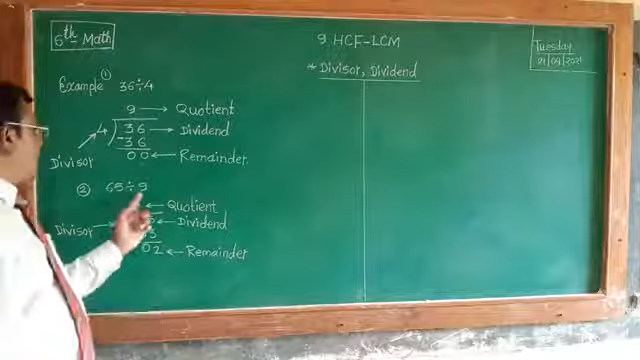 6th Math
9 HCF-LCM
Tuesday
21/09/2021
* Divisor, Dividend
Example ① 36÷4
9 → Quotient
4 ) 36 → Dividend
-36
00 ← Remainder
Divisor
② 65÷9
← Quotient
← Dividend
Divisor →
02 ← Remainder